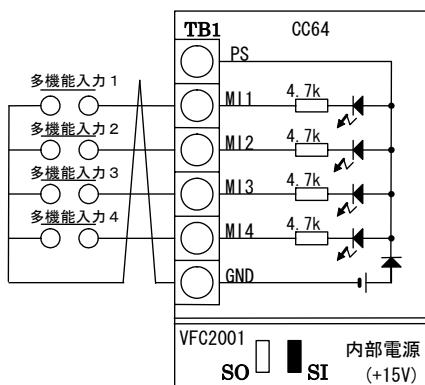 TB1
CC64
PS
多機能入力1
MI1
4.7k
多機能入力2
MI2
4.7k
多機能入力3
MI3
4.7k
多機能入力4
MI4
4.7k
GND
VFC2001
SO
SI
内部電源
(+15V)